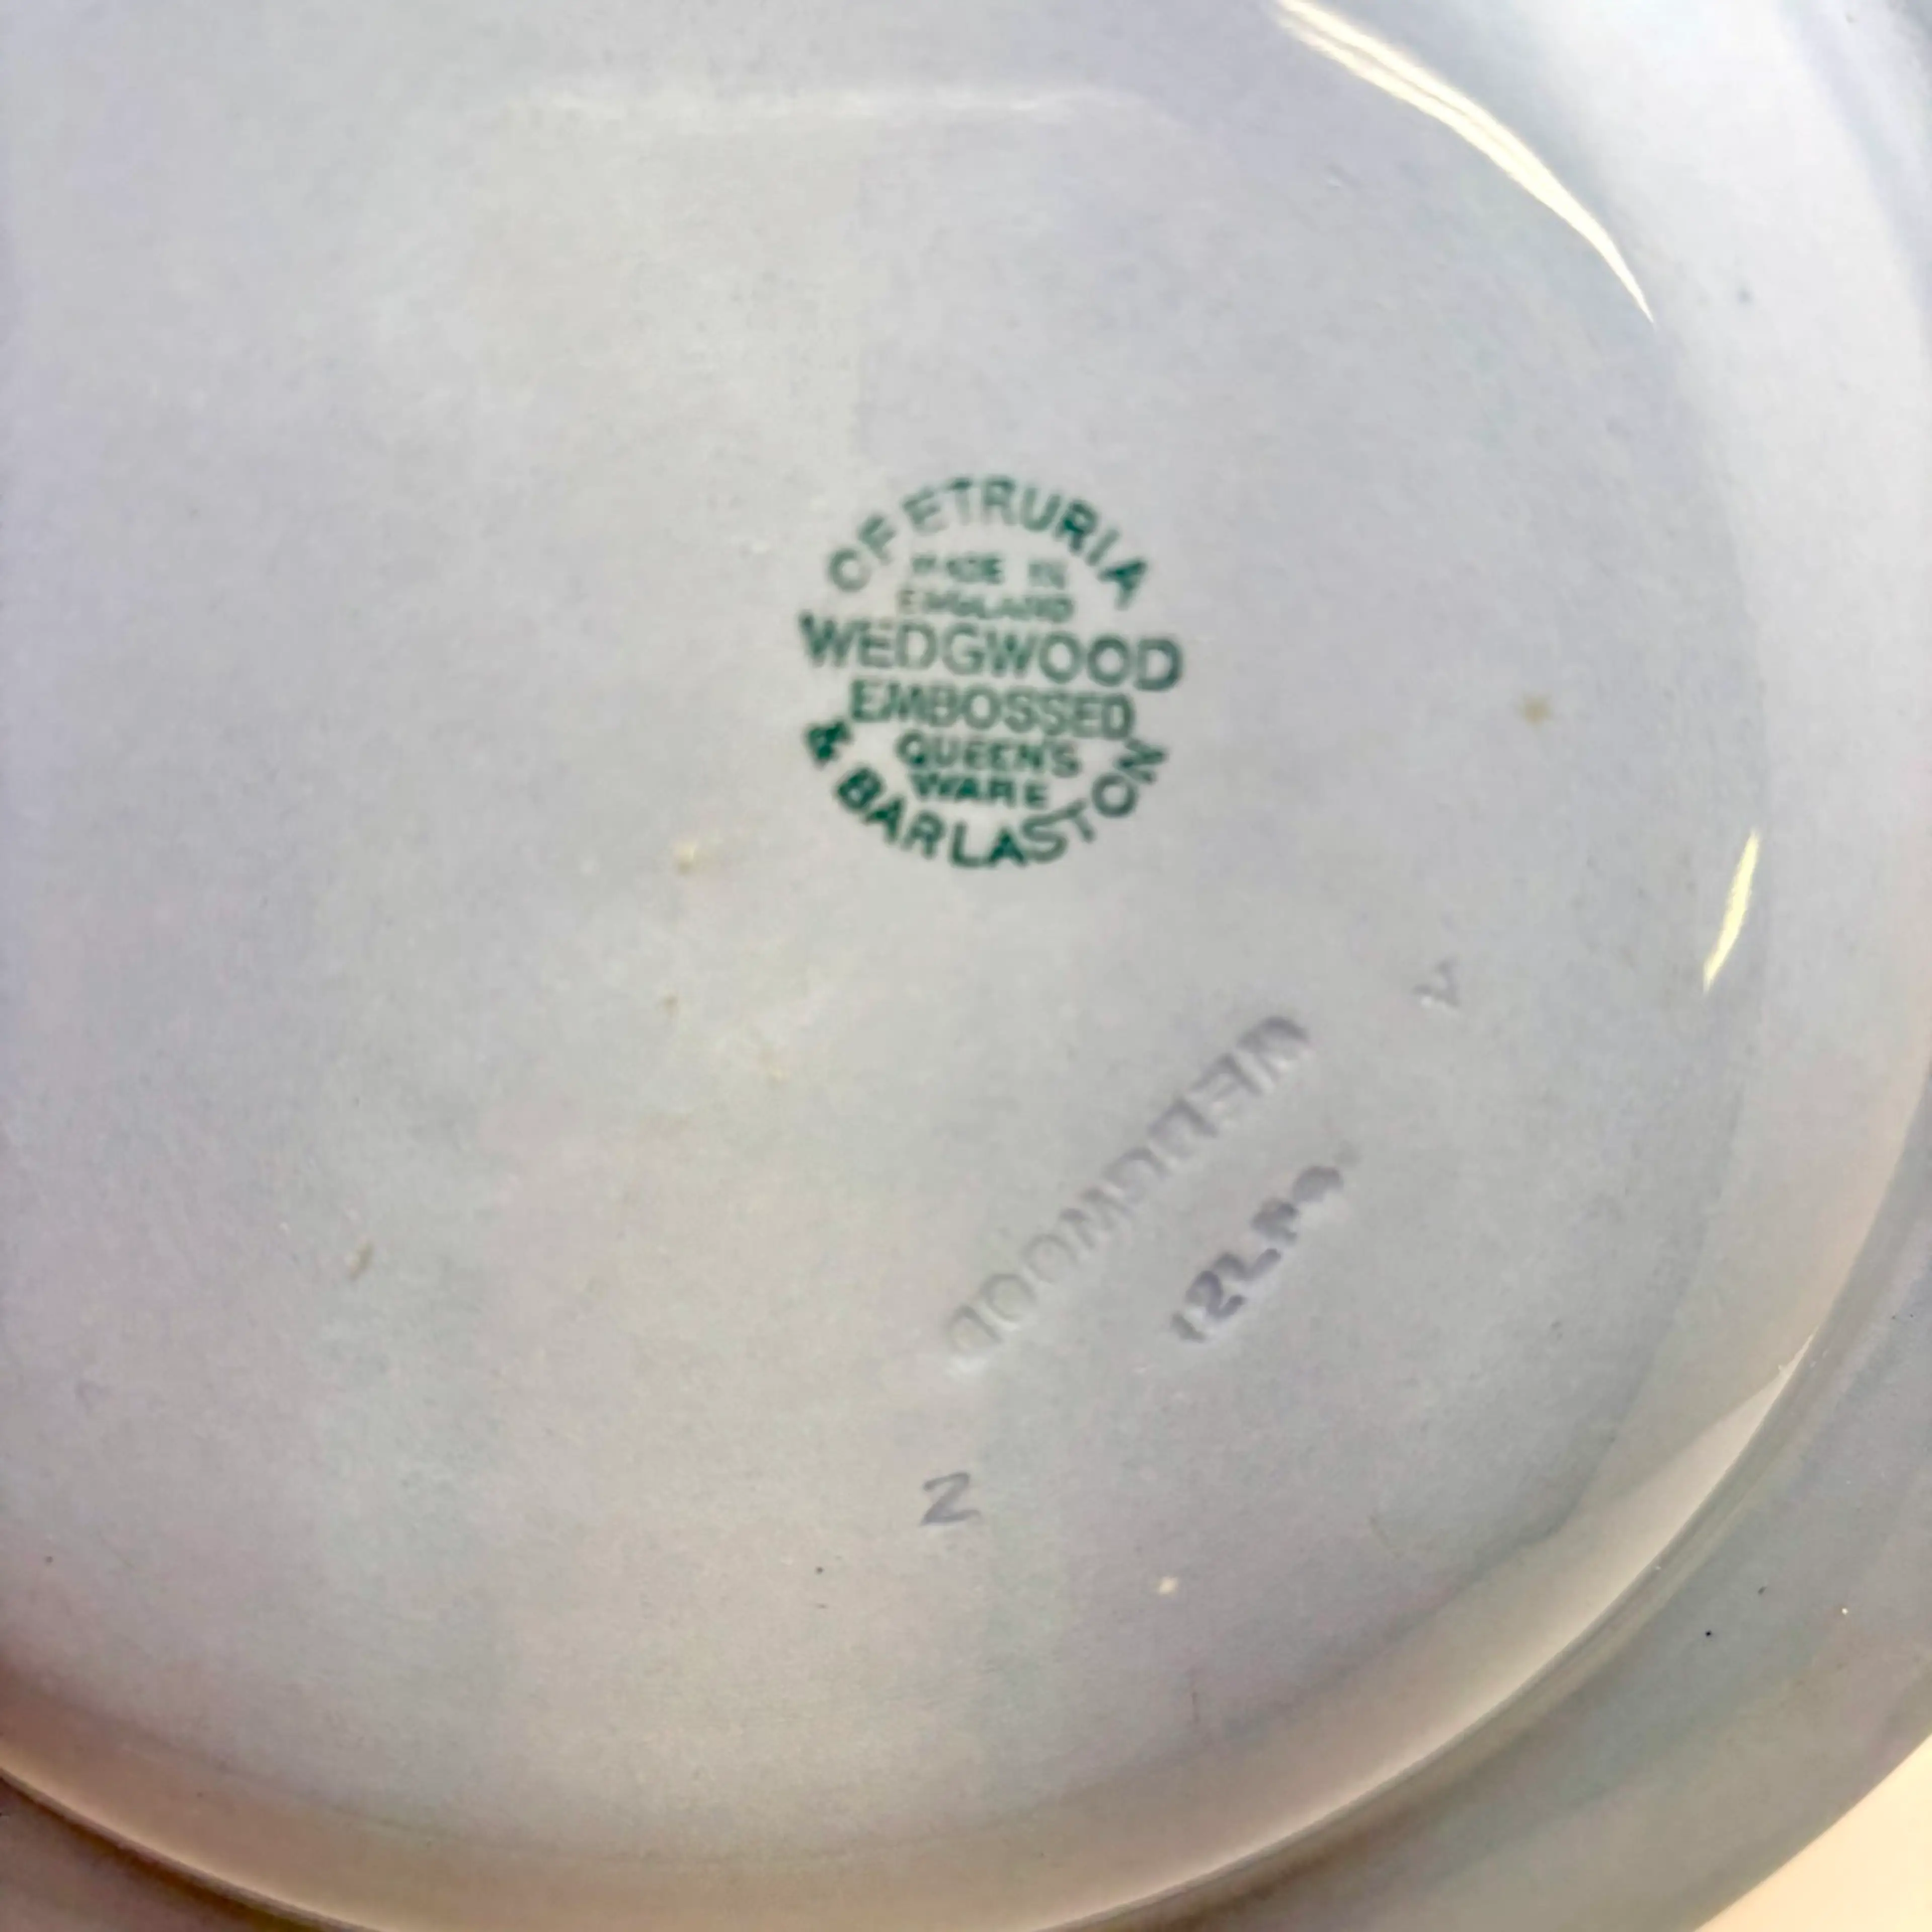 OF ETRURIA
MADE IN
ENGLAND
WEDGWOOD
EMBOSSED
QUEEN'S
WARE
& BARLASTON
WEDGWOOD
Z